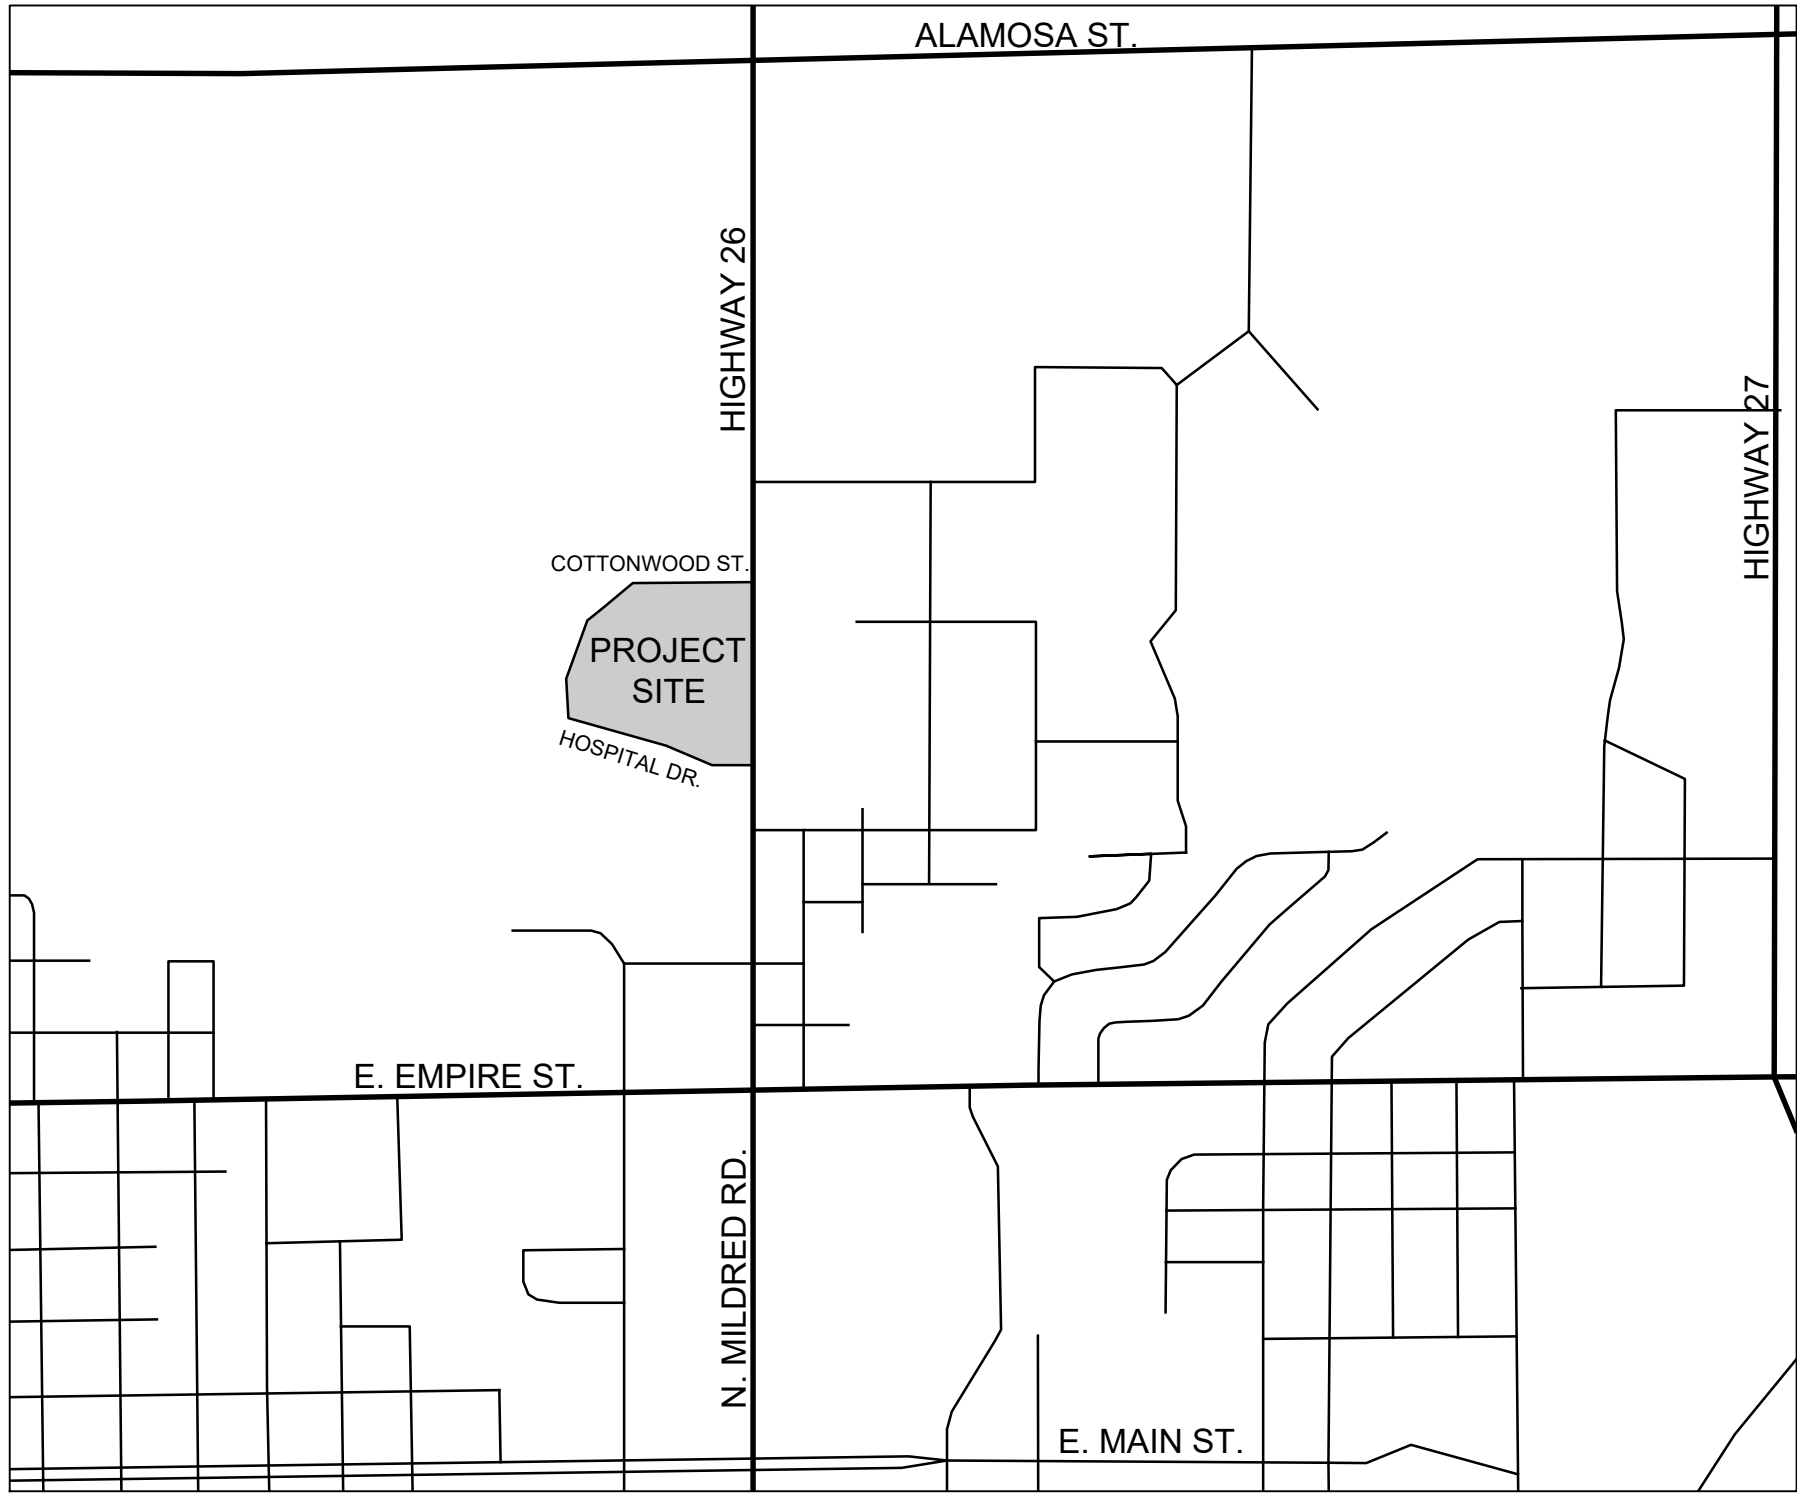 ALAMOSA ST.
HIGHWAY 26
HIGHWAY 27
COTTONWOOD ST.
PROJECT
SITE
HOSPITAL DR.
E. EMPIRE ST.
N. MILDRED RD.
E. MAIN ST.